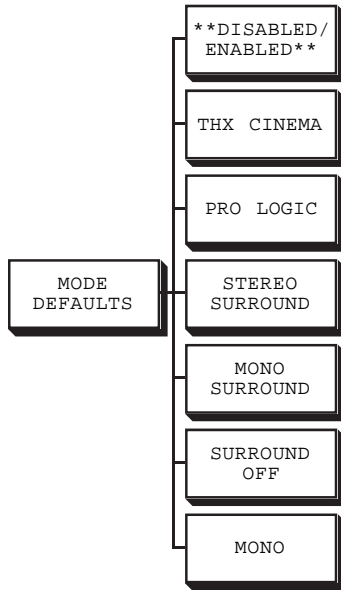 **DISABLED/
ENABLED**
THX CINEMA
PRO LOGIC
MODE
DEFAULTS
STEREO
SURROUND
MONO
SURROUND
SURROUND
OFF
MONO